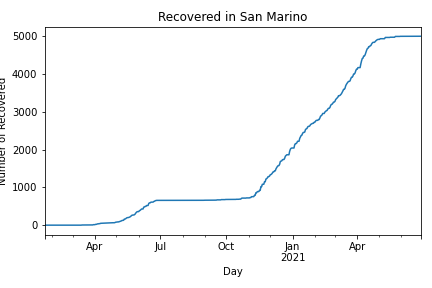 Recovered in San Marino
Number of Recovered
5000
4000
3000
2000
1000
0
Apr Jul Oct Jan Apr
2021
Day